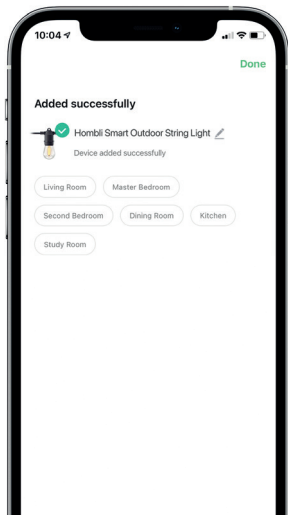 10:04
Done
Added successfully
Hombli Smart Outdoor String Light
Device added successfully
Living Room
Master Bedroom
Second Bedroom
Dining Room
Kitchen
Study Room